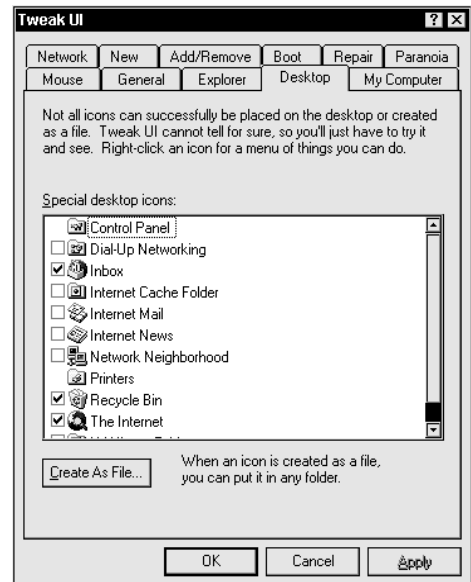 Tweak UI
Network New Add/Remove Boot Repair Paranoia
Mouse General Explorer Desktop My Computer
Not all icons can successfully be placed on the desktop or created
as a file. Tweak UI cannot tell for sure, so you'll just have to try it
and see. Right-click an icon for a menu of things you can do.
Special desktop icons:
Control Panel
Dial-Up Networking
Inbox
Internet Cache Folder
Internet Mail
Internet News
Network Neighborhood
Printers
Recycle Bin
The Internet
Create As File...
When an icon is created as a file,
you can put it in any folder.
OK Cancel Apply